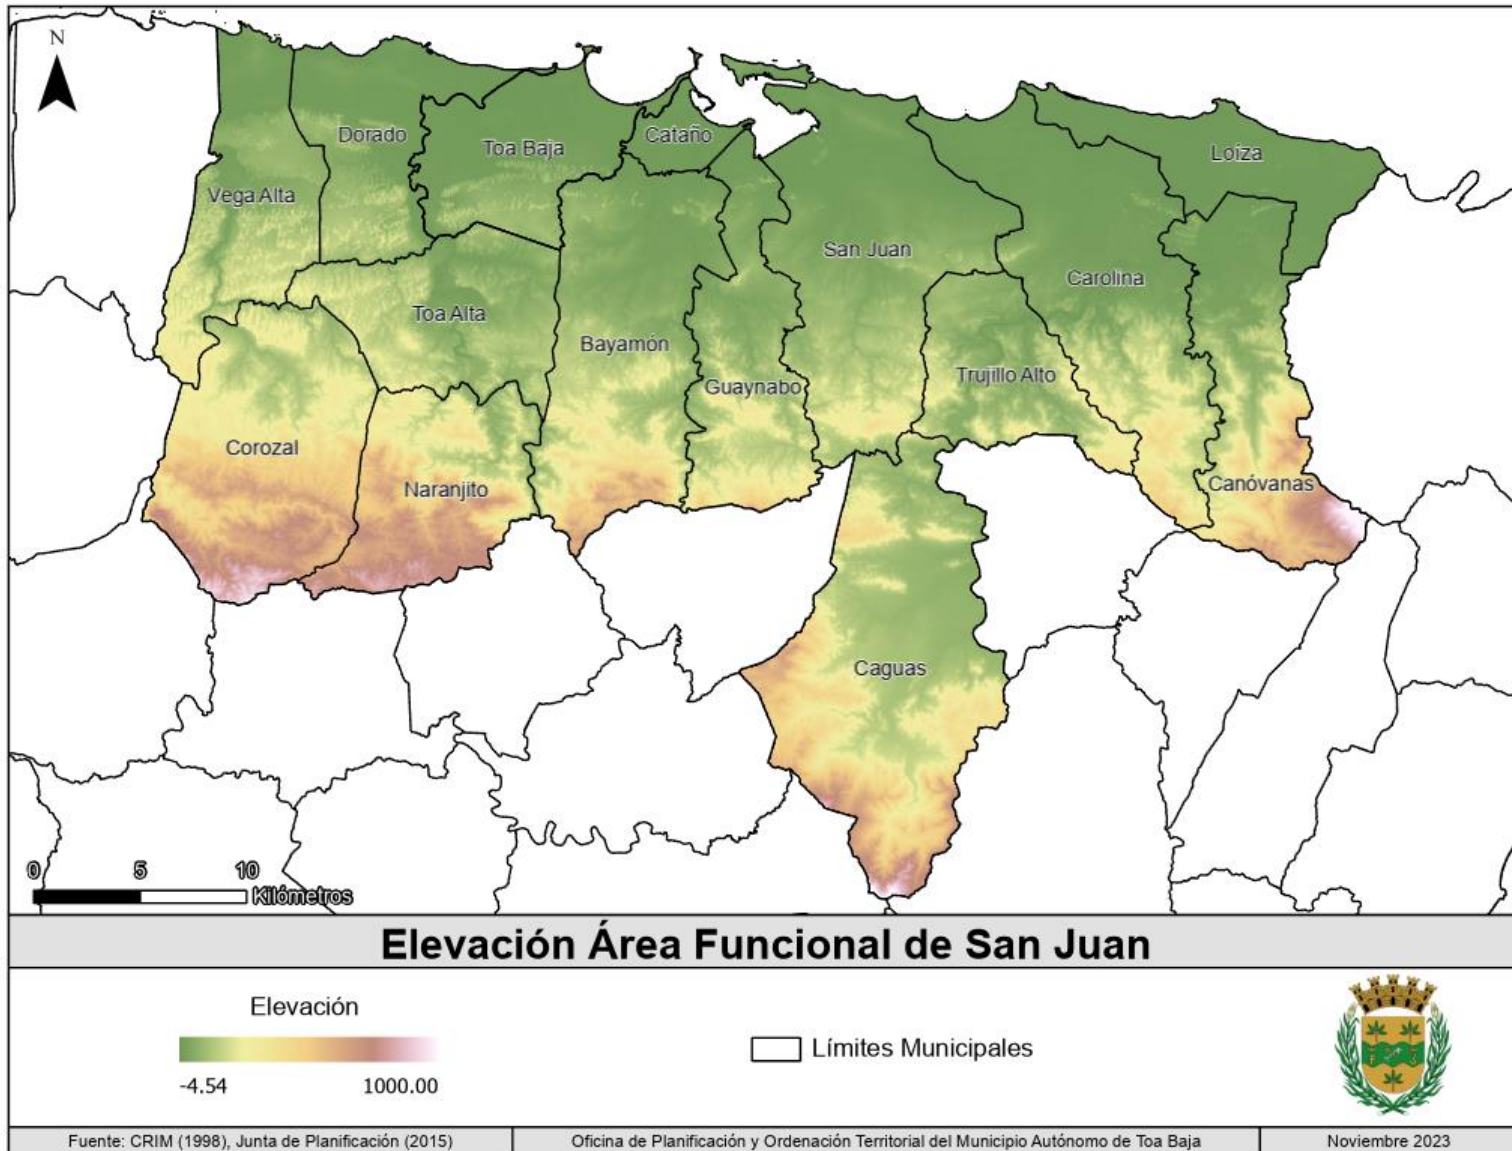 N
Dorado
Toa Baja
Cataño
Loíza
Vega Alta
San Juan
Carolina
Toa Alta
Bayamón
Guaynabo
Trujillo Alto
Corozal
Naranjito
Canóvanas
Caguas
0 5 10
Kilómetros
Elevación Área Funcional de San Juan
Elevación
-4.54 1000.00
Límites Municipales
Fuente: CRIM (1998), Junta de Planificación (2015)
Oficina de Planificación y Ordenación Territorial del Municipio Autónomo de Toa Baja
Noviembre 2023